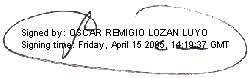 Signed by: OSCAR REMIGIO LOZAN LUYO
Signing time: Friday, April 15 2005, 14:19:37 GMT